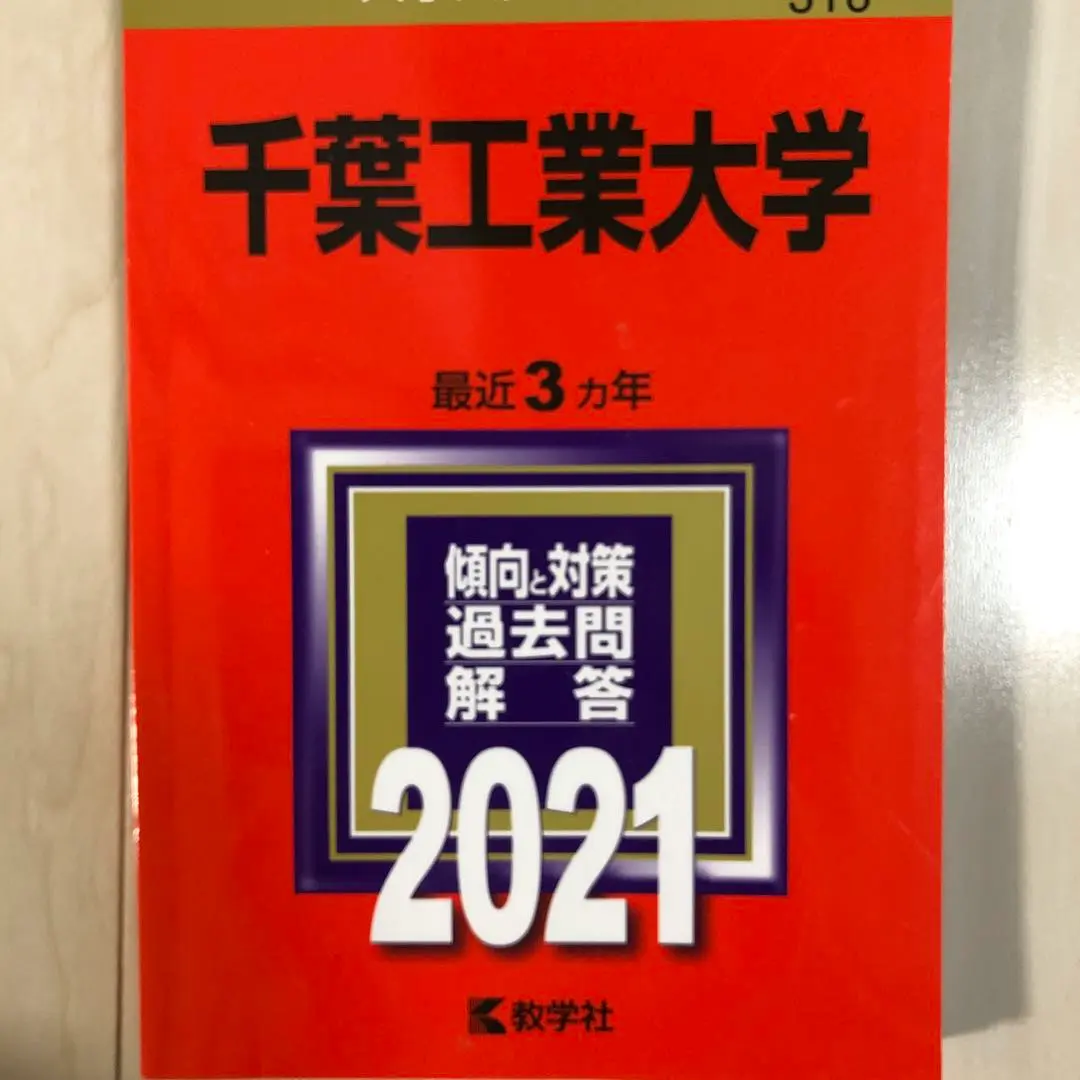 千葉工業大学
最近3ヵ年
傾向と対策
過去問
解答
2021
教学社